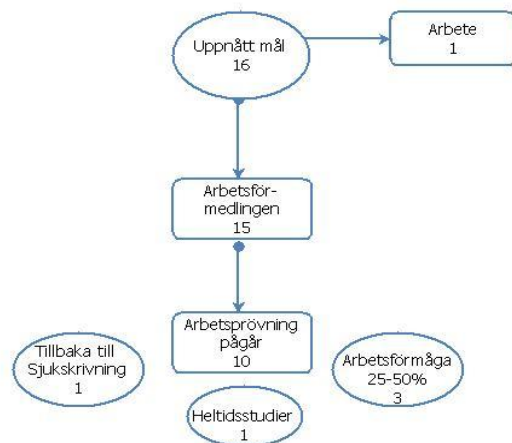 Uppnått mål
16
Arbete
1
Arbetsför-
medlingen
15
Arbetsprövning
pågår
10
Tillbaka till
Sjukskrivning
1
Arbetsförmåga
25-50%
3
Heltidsstudier
1